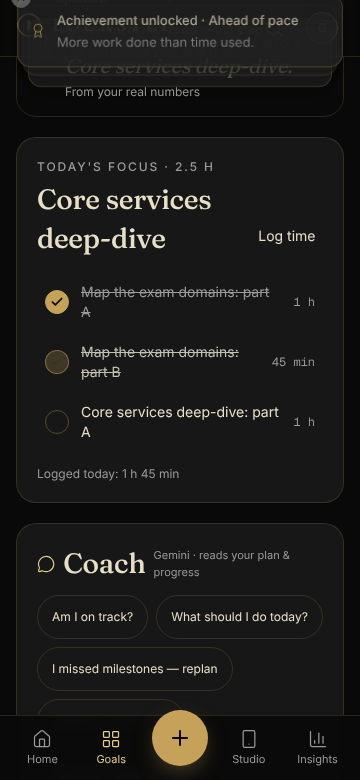 Achievement unlocked · Ahead of pace
More work done than time used.
Core services deep-dive.
From your real numbers
TODAY'S FOCUS · 2.5 H
Core services
deep-dive
Log time
Map the exam domains: part
A
1 h
Map the exam domains:
part B
45 min
Core services deep-dive: part
A
1 h
Logged today: 1 h 45 min
Coach
Gemini · reads your plan &
progress
Am I on track?
What should I do today?
I missed milestones — replan
Home
Goals
Studio
Insights